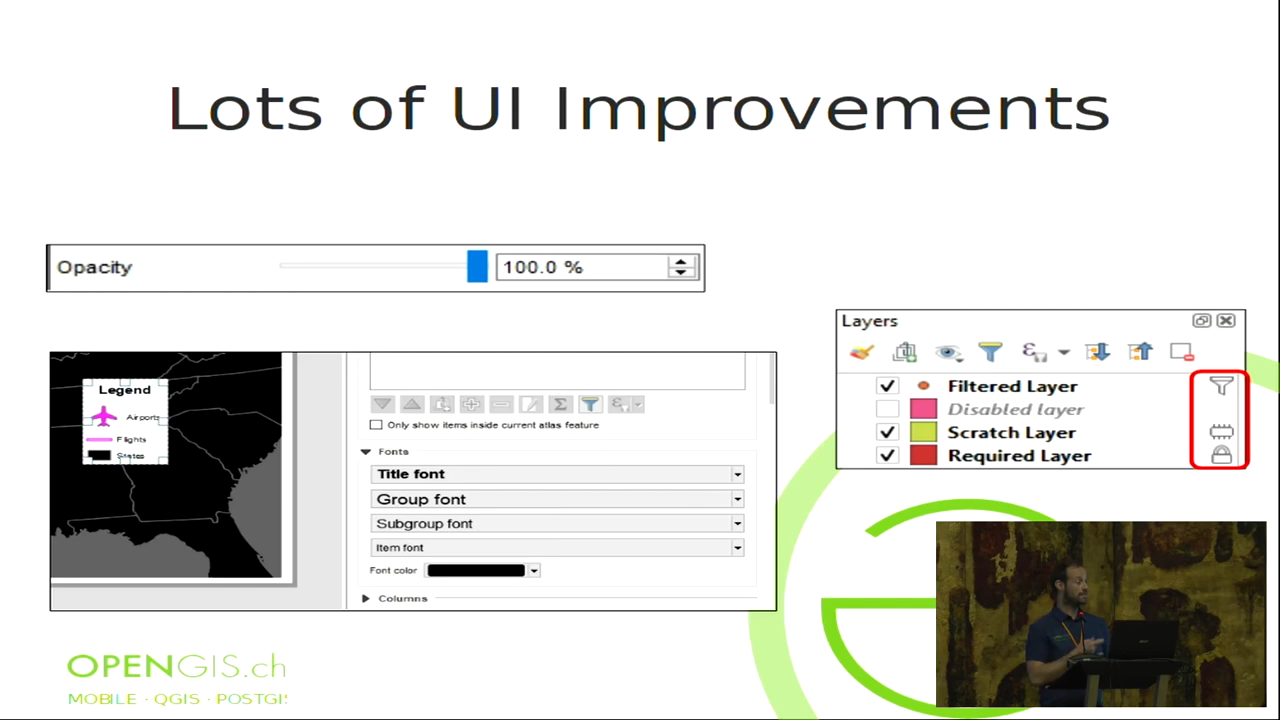 Lots of UI Improvements
Opacity
100.0 %
Layers
Filtered Layer
Disabled layer
Scratch Layer
Required Layer
Legend
Airports
Flights
States
Only show items inside current atlas feature
Fonts
Title font
Group font
Subgroup font
Item font
Font color
Columns
OPENGIS.ch
MOBILE · QGIS · POSTGIS